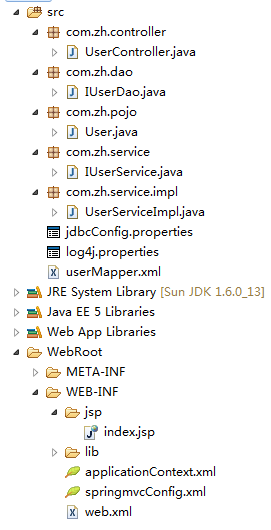 src
com.zh.controller
UserController.java
com.zh.dao
IUserDao.java
com.zh.pojo
User.java
com.zh.service
IUserService.java
com.zh.service.impl
UserServiceImpl.java
jdbcConfig.properties
log4j.properties
userMapper.xml
JRE System Library [Sun JDK 1.6.0_13]
Java EE 5 Libraries
Web App Libraries
WebRoot
META-INF
WEB-INF
jsp
index.jsp
lib
applicationContext.xml
springmvcConfig.xml
web.xml